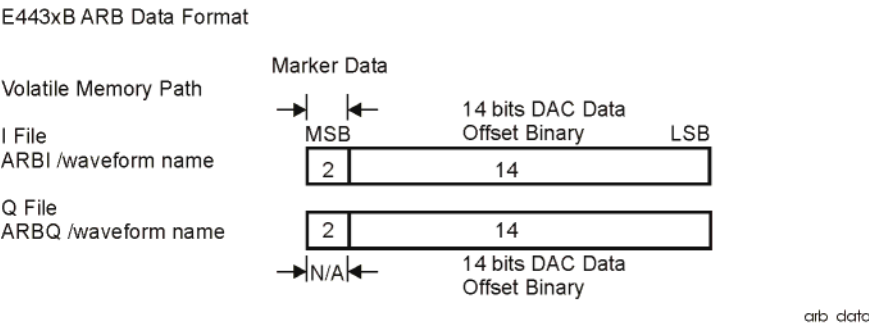 E443xB ARB Data Format
Marker Data
Volatile Memory Path
14 bits DAC Data
I File
MSB
Offset Binary
LSB
ARBI /waveform name
2
14
Q File
ARBQ /waveform name
2
14
N/A
14 bits DAC Data
Offset Binary
arb data